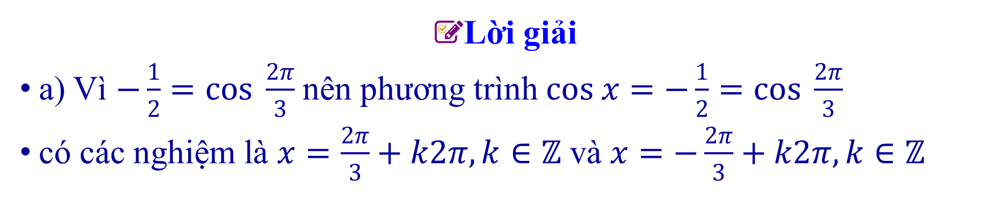 Lời giải
• a) Vì −1/2 = cos 2π/3 nên phương trình cos x = −1/2 = cos 2π/3
• có các nghiệm là x = 2π/3 + k2π, k ∈ ℤ và x = −2π/3 + k2π, k ∈ ℤ